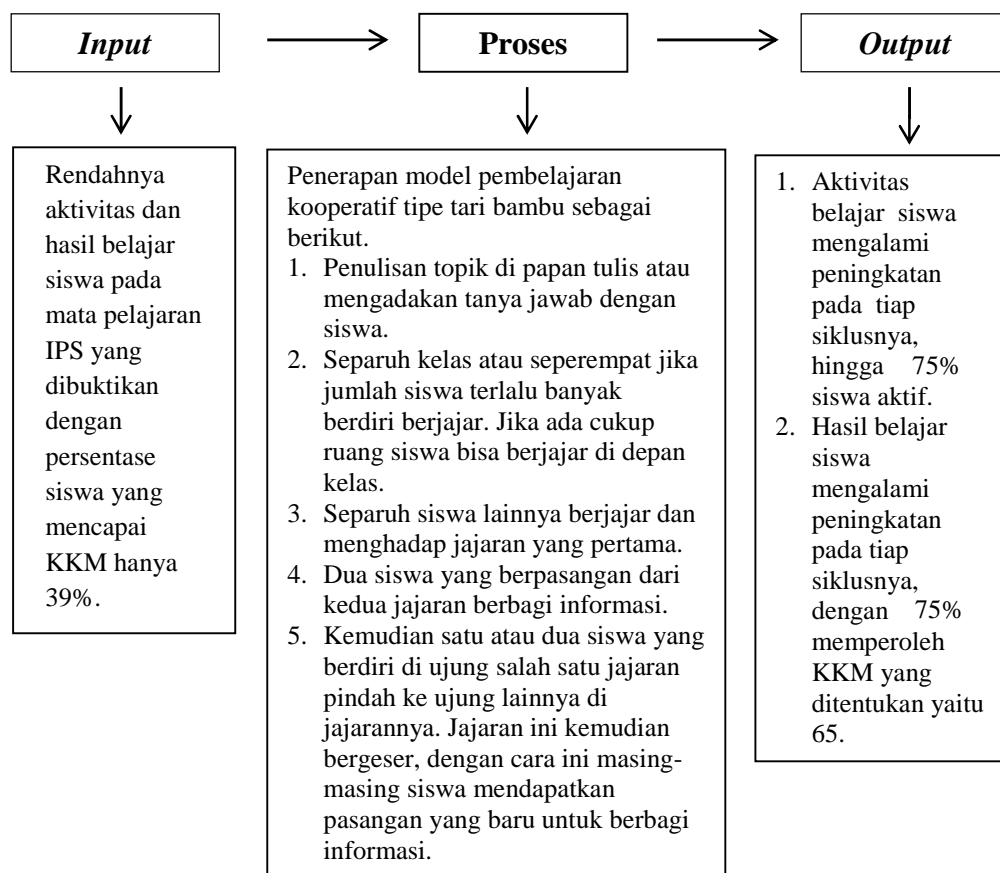 Input
Proses
Output
Rendahnya
aktivitas dan
hasil belajar
siswa pada
mata pelajaran
IPS yang
dibuktikan
dengan
persentase
siswa yang
mencapai
KKM hanya
39%.
Penerapan model pembelajaran
kooperatif tipe tari bambu sebagai
berikut.
1. Penulisan topik di papan tulis atau
mengadakan tanya jawab dengan
siswa.
2. Separuh kelas atau seperempat jika
jumlah siswa terlalu banyak
berdiri berjajar. Jika ada cukup
ruang siswa bisa berjajar di depan
kelas.
3. Separuh siswa lainnya berjajar dan
menghadap jajaran yang pertama.
4. Dua siswa yang berpasangan dari
kedua jajaran berbagi informasi.
5. Kemudian satu atau dua siswa yang
berdiri di ujung salah satu jajaran
pindah ke ujung lainnya di
jajarannya. Jajaran ini kemudian
bergeser, dengan cara ini masing-
masing siswa mendapatkan
pasangan yang baru untuk berbagi
informasi.
1. Aktivitas
belajar siswa
mengalami
peningkatan
pada tiap
siklusnya,
hingga 75%
siswa aktif.
2. Hasil belajar
siswa
mengalami
peningkatan
pada tiap
siklusnya,
dengan 75%
memperoleh
KKM yang
ditentukan yaitu
65.